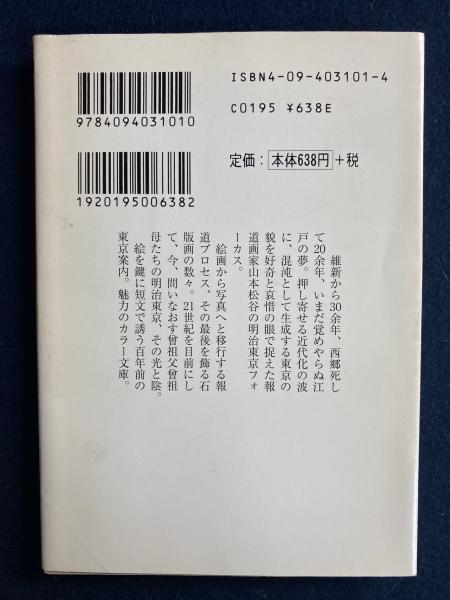 ISBN4-09-403101-4
C0195 ¥638E
定価：本体638円+税
9784094031010
1920195006382
維新から30余年、西郷死し
て20余年、いまだ覚めやらぬ江
戸の夢。押し寄せる近代化の波
に、混沌として生成する東京の
貌を好奇と哀惜の眼で捉えた報
道画家山本松谷の明治東京フォ
ーカス。
絵画から写真へと移行する報
道プロセス、その最後を飾る石
版画の数々。21世紀を目前にし
て、今、問いなおす曾祖父曾祖
母たちの明治東京、その光と陰。
絵を鍵に短文で誘う百年前の
東京案内。魅力のカラー文庫。